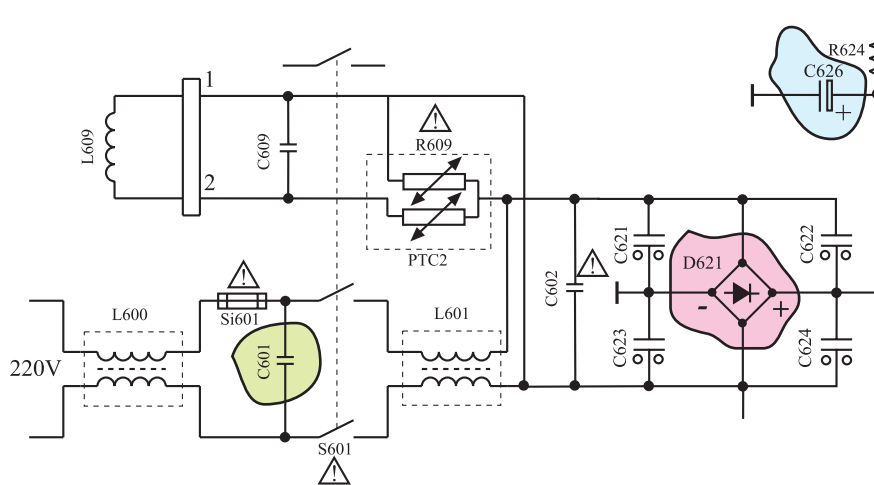 R624
C626
+
1
L609
C609
!
R609
2
PTC2
C621
C622
D621
C602
!
- +
!
L600
Si601
L601
220V
C601
C623
C624
S601
!